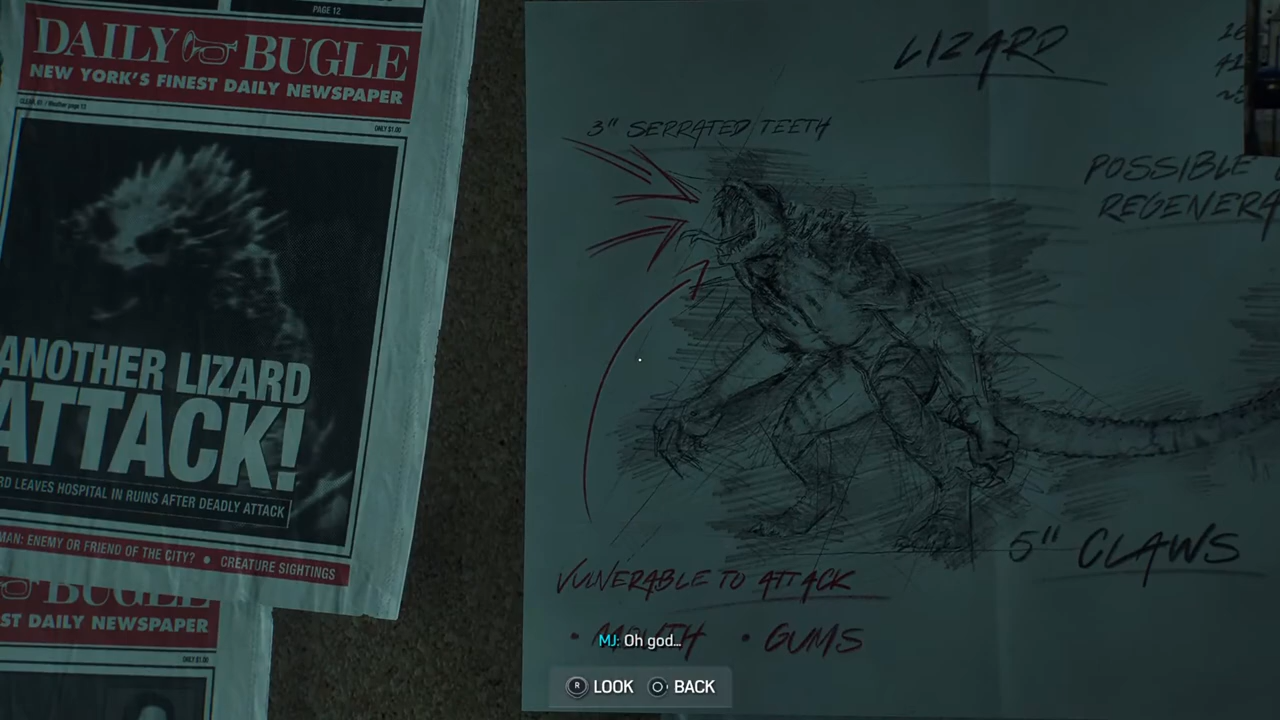 PAGE 12
DAILY BUGLE
NEW YORK'S FINEST DAILY NEWSPAPER
ONLY $1.00
ANOTHER LIZARD
ATTACK!
RD LEAVES HOSPITAL IN RUINS AFTER DEADLY ATTACK
MAN: ENEMY OR FRIEND OF THE CITY? • CREATURE SIGHTINGS
BUGLE
ST DAILY NEWSPAPER
ONLY $1.00
LIZARD
3" SERRATED TEETH
POSSIBLE
REGENERA
5" CLAWS
VULNERABLE TO ATTACK
• MOUTH • GUMS
MJ: Oh god...
R LOOK BACK